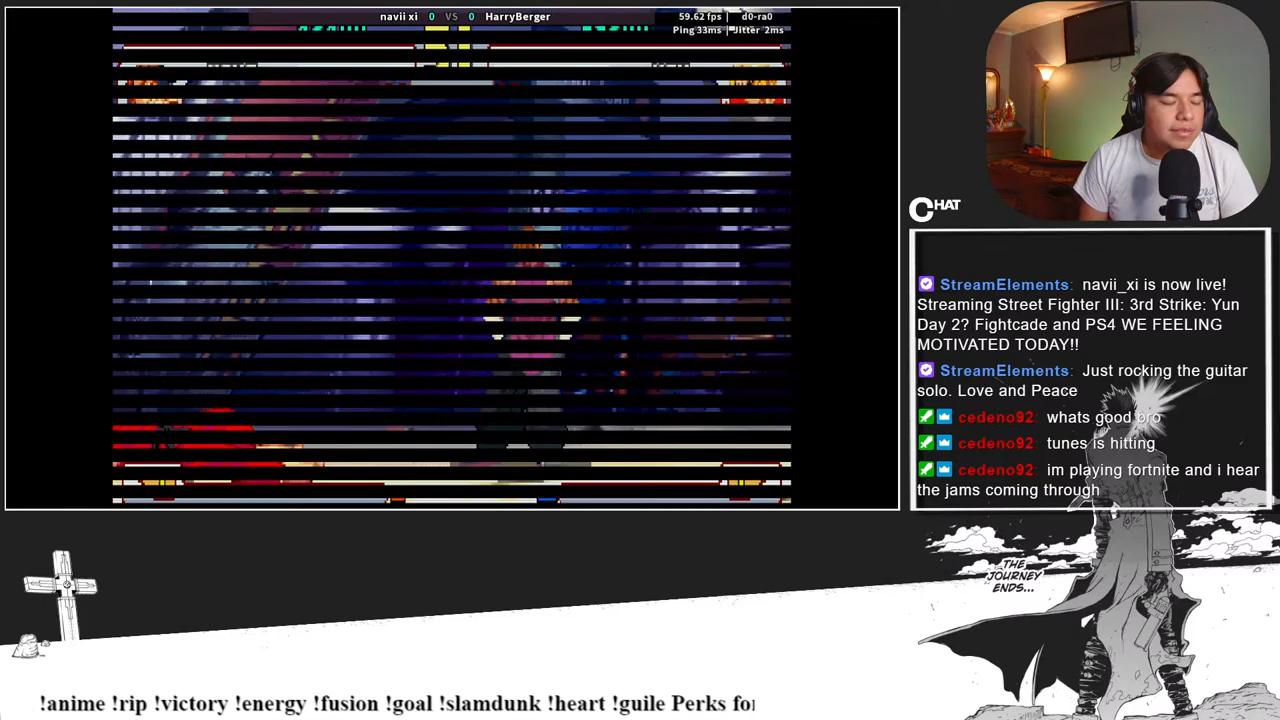 navii xi 0 VS 0 HarryBerger
59.62 fps | d0-ra0
Ping 33ms | Jitter 2ms
CHAT
StreamElements: navii_xi is now live!
Streaming Street Fighter III: 3rd Strike: Yun
Day 2? Fightcade and PS4 WE FEELING
MOTIVATED TODAY!!
StreamElements: Just rocking the guitar
solo. Love and Peace
cedeno92: whats good bro
cedeno92: tunes is hitting
cedeno92: im playing fortnite and i hear
the jams coming through
THE
JOURNEY
ENDS...
!anime !rip !victory !energy !fusion !goal !slamdunk !heart !guile Perks for